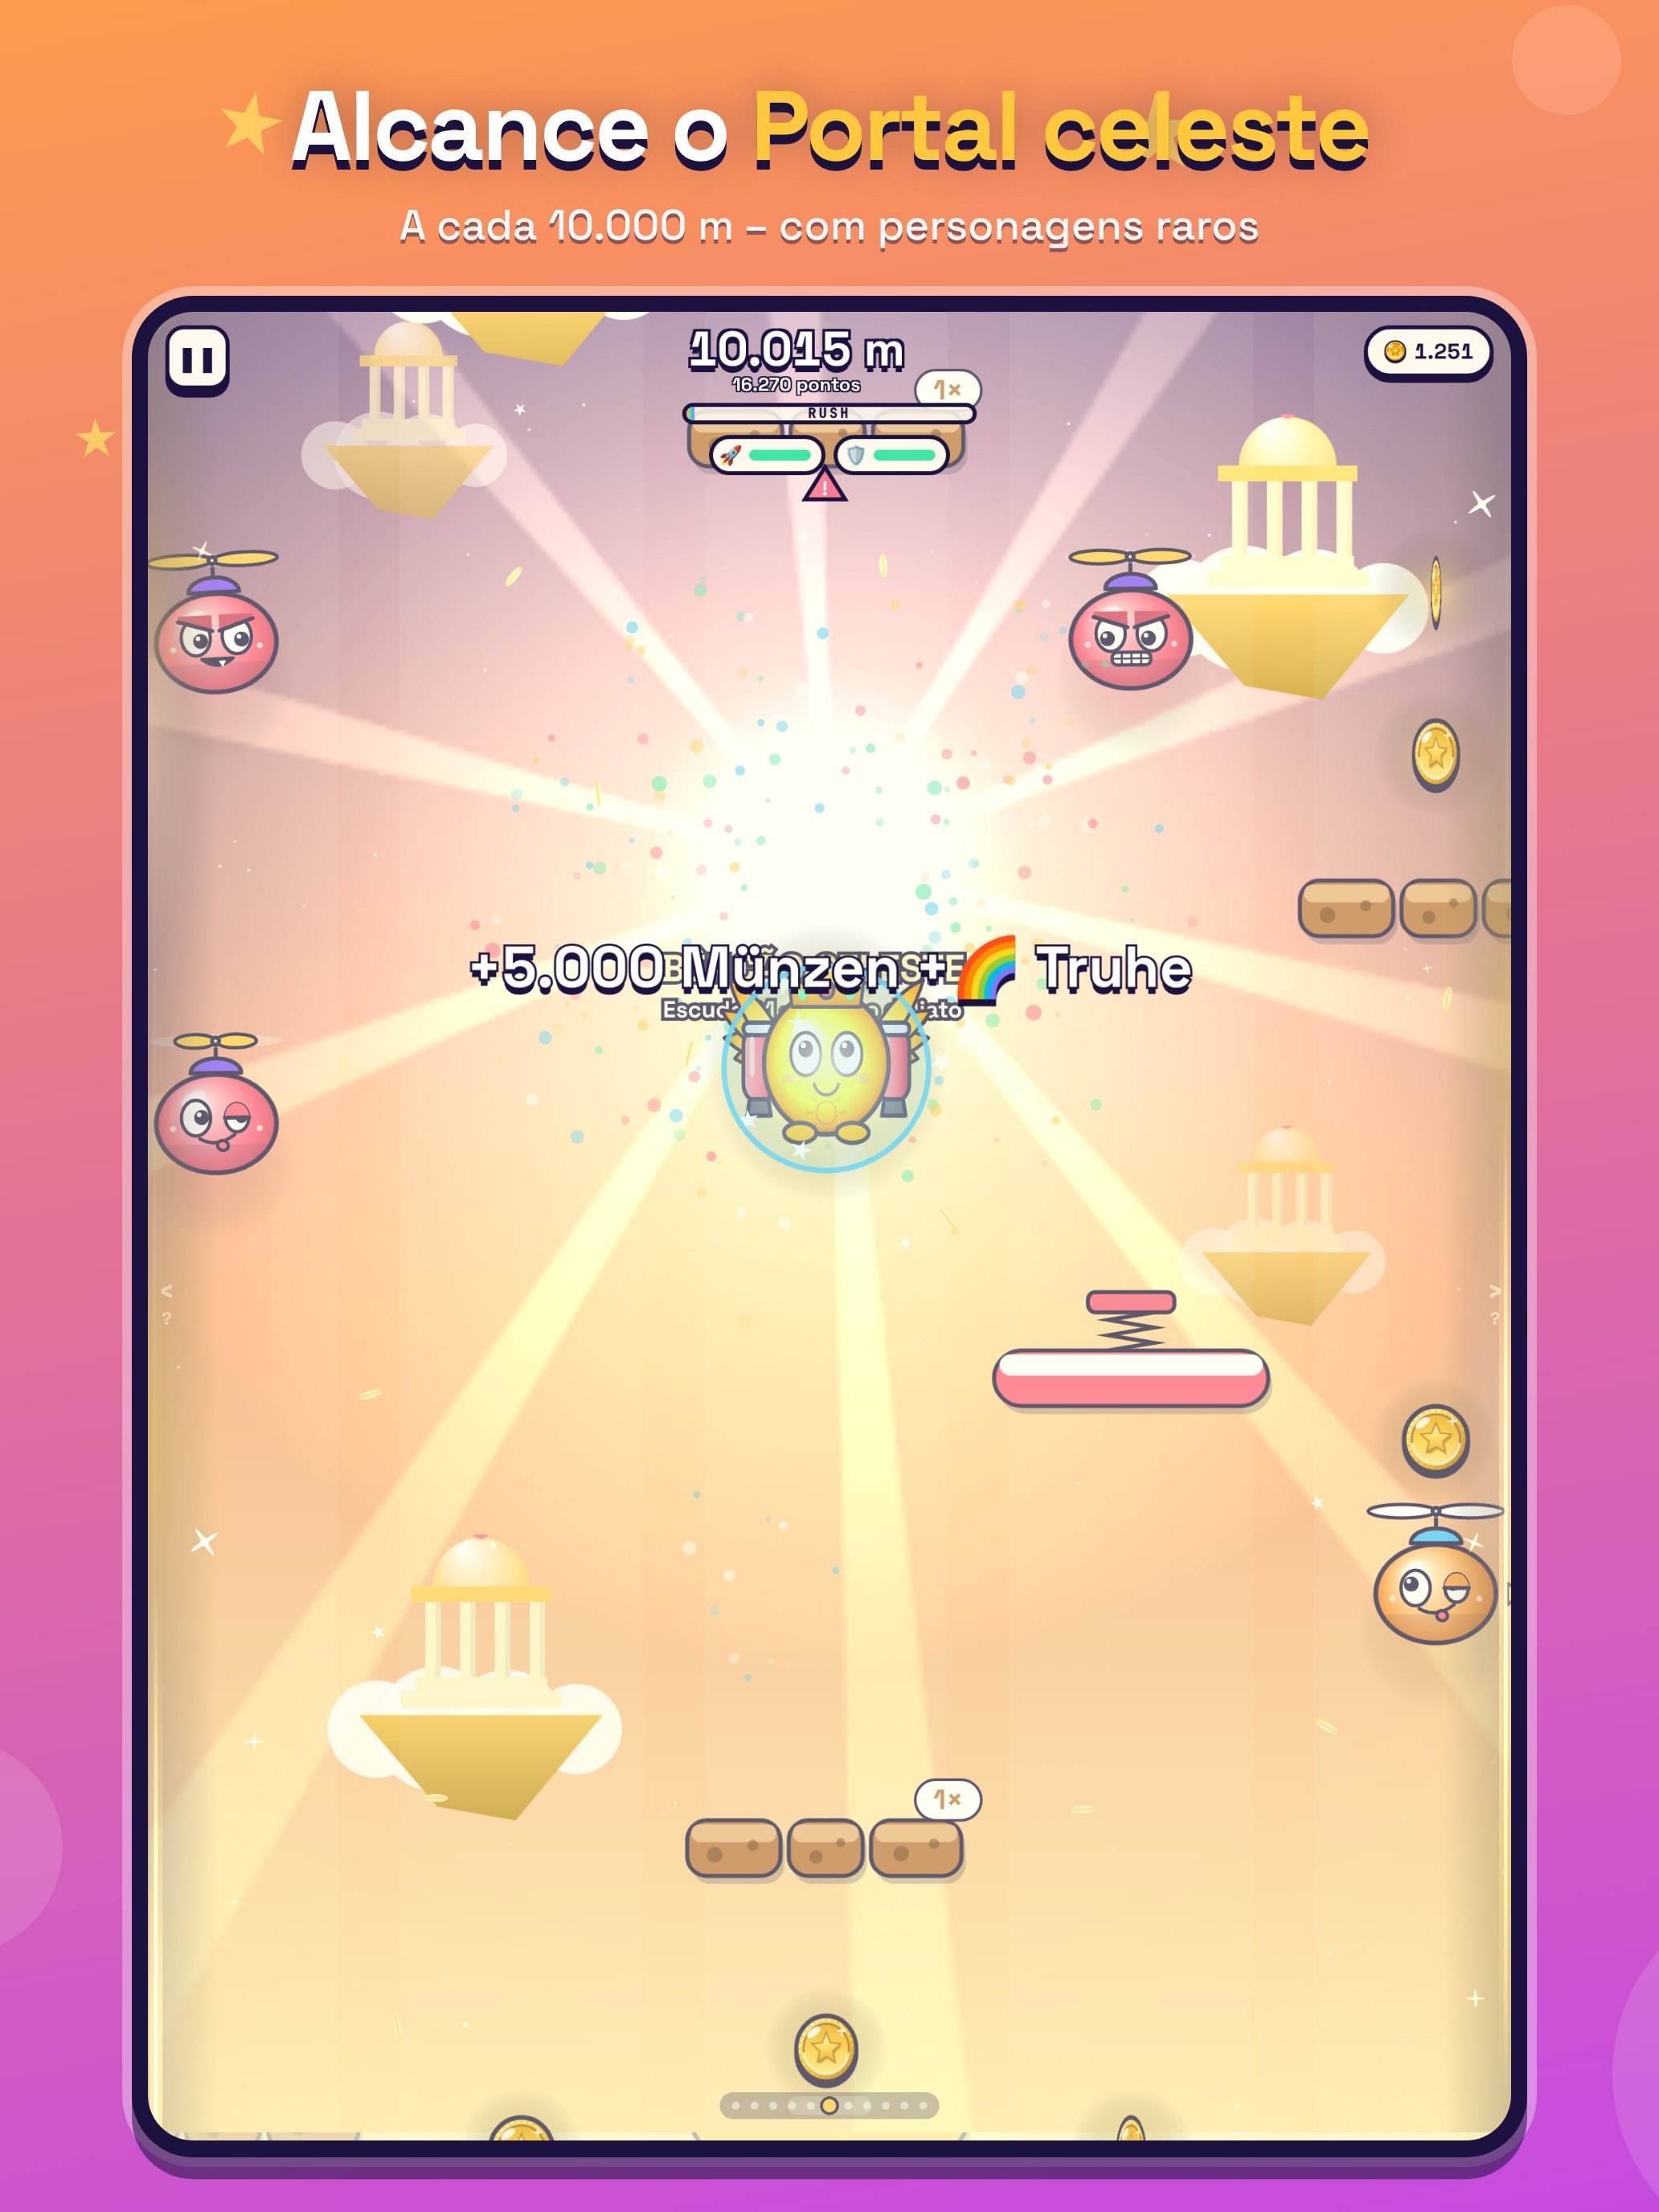 Alcance o Portal celeste
A cada 10.000 m – com personagens raros
10.015 m
1.251
16.270 pontos
1×
RUSH
!
+5.000 Münzen + 🌈 Truhe
<
>
?
?
1×